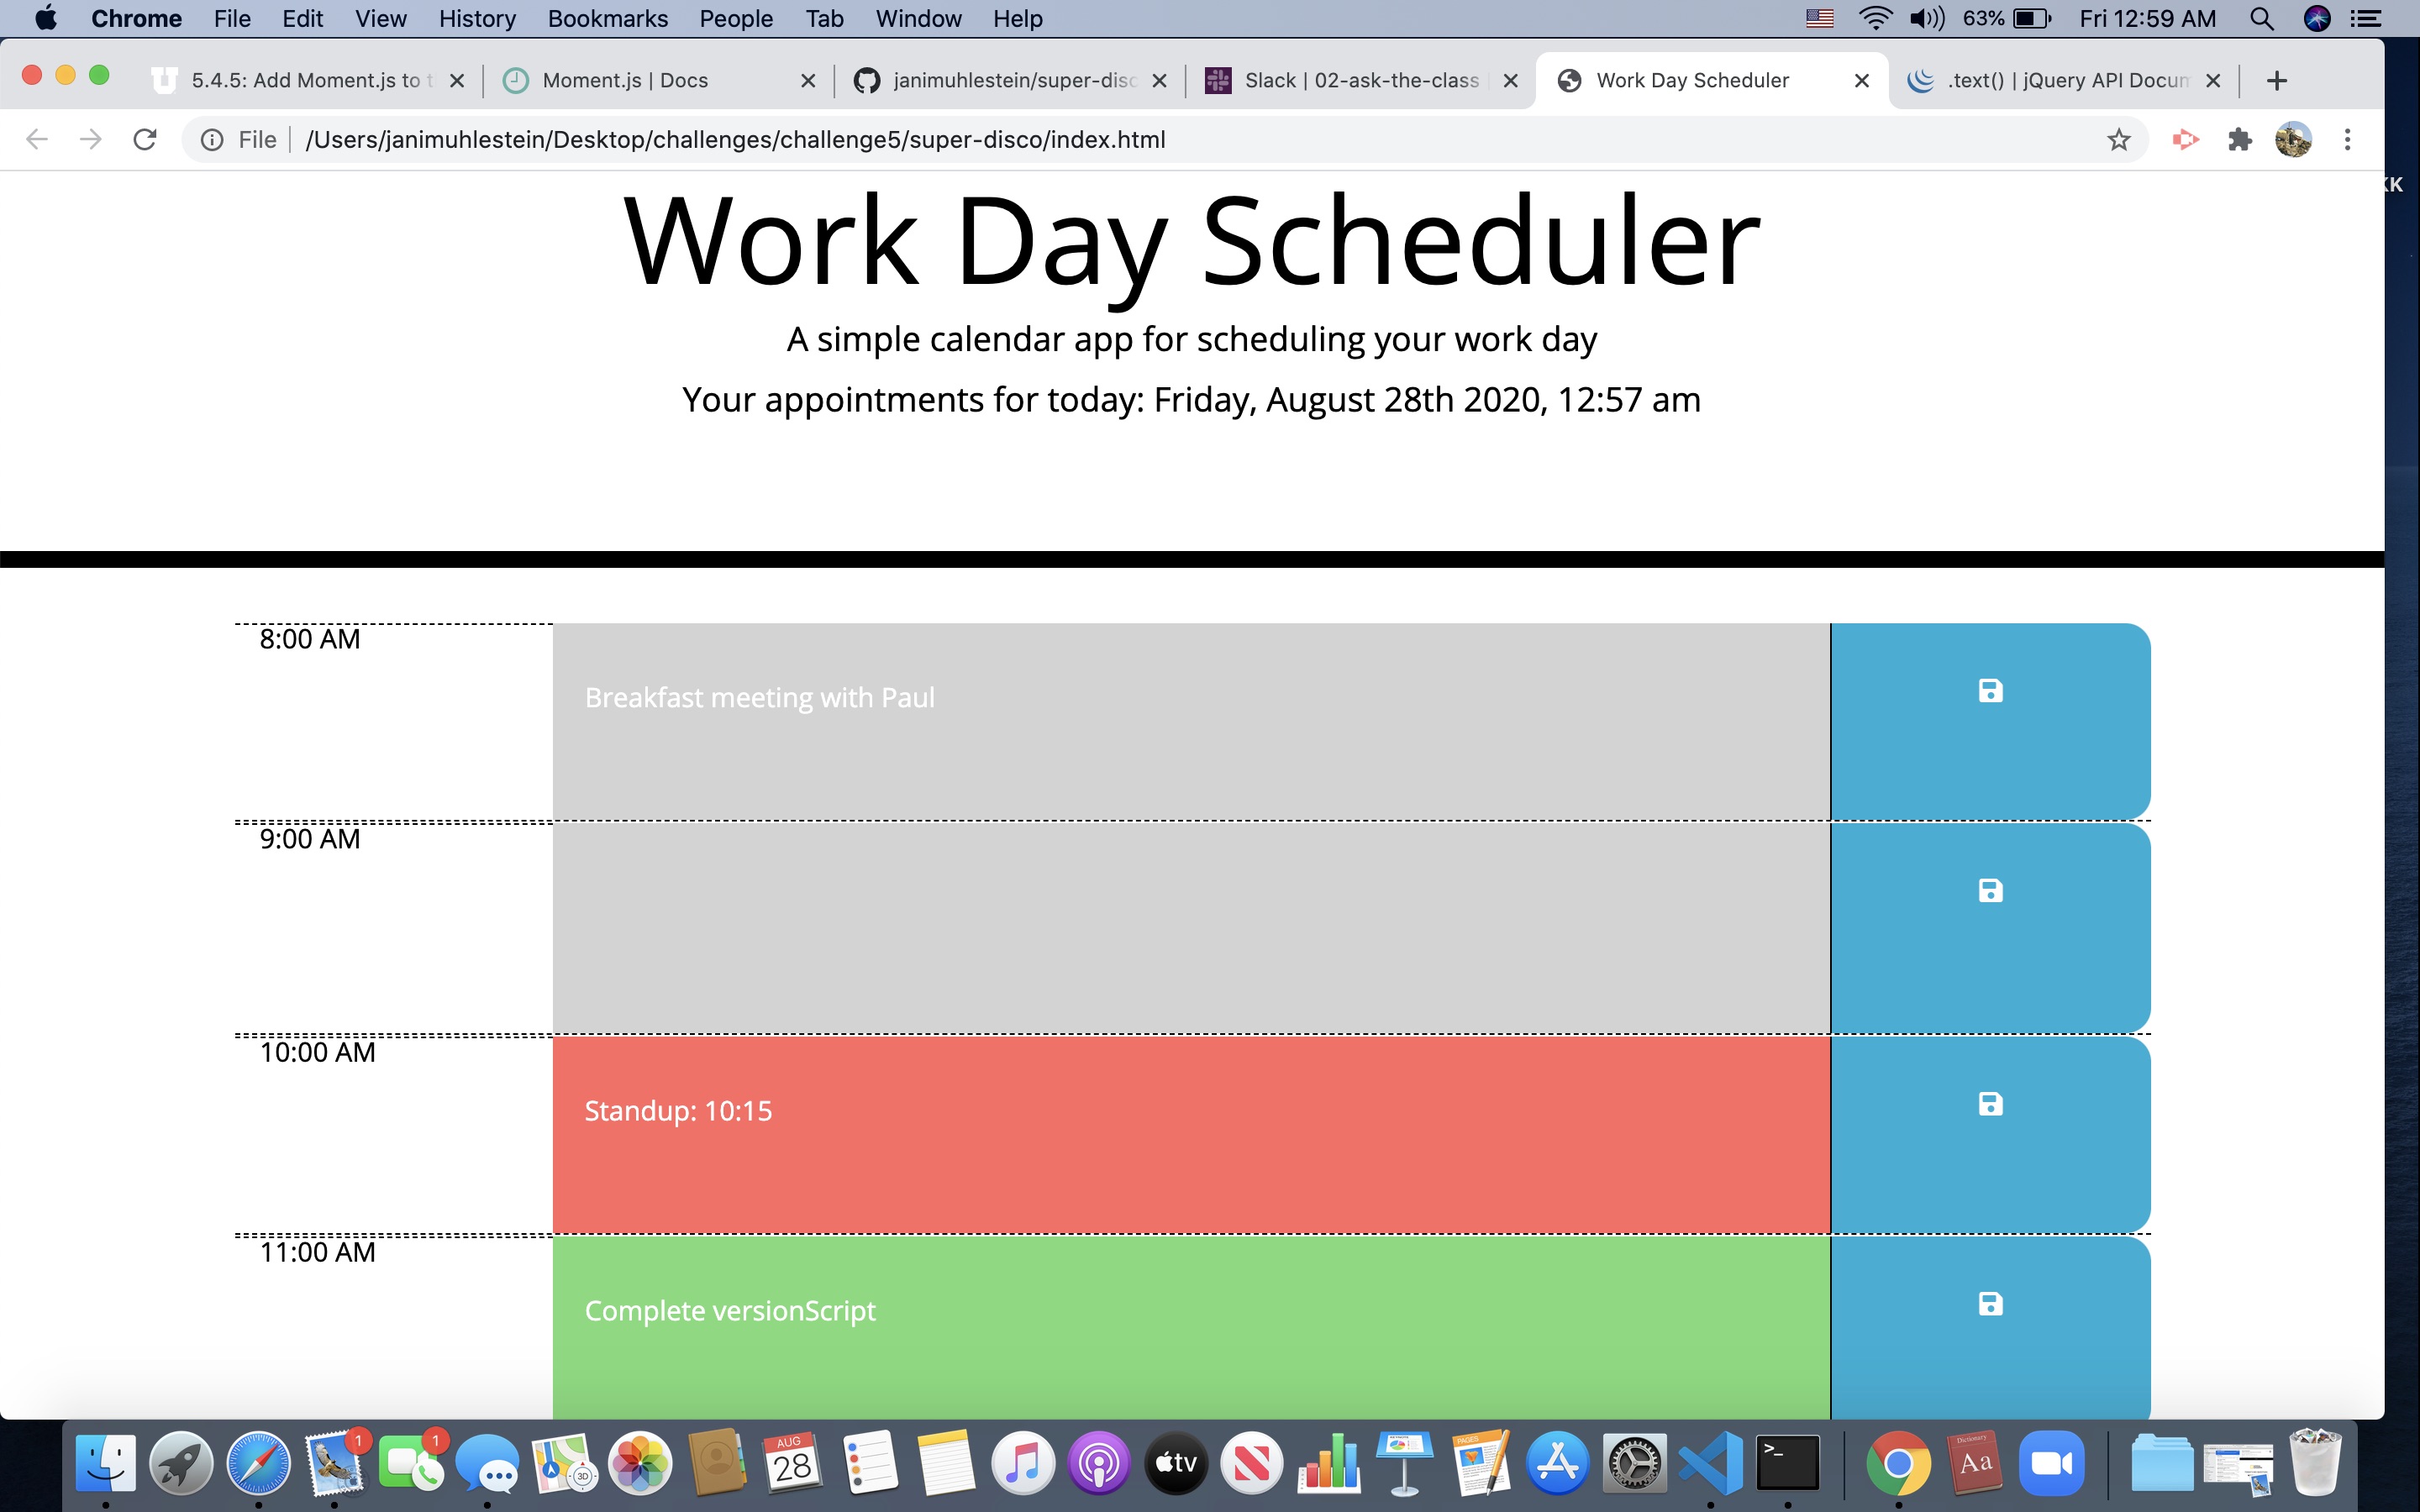 Chrome File Edit View History Bookmarks People Tab Window Help 63% Fri 12:59 AM
5.4.5: Add Moment.js to t
Moment.js | Docs
janimuhlestein/super-disc
Slack | 02-ask-the-class
Work Day Scheduler
.text() | jQuery API Docum
File /Users/janimuhlestein/Desktop/challenges/challenge5/super-disco/index.html
KK
Work Day Scheduler
A simple calendar app for scheduling your work day
Your appointments for today: Friday, August 28th 2020, 12:57 am
8:00 AM
Breakfast meeting with Paul
9:00 AM
10:00 AM
Standup: 10:15
11:00 AM
Complete versionScript
1
1
3D
AUG
28
tv
PAGES
>_
Dictionary
Aa